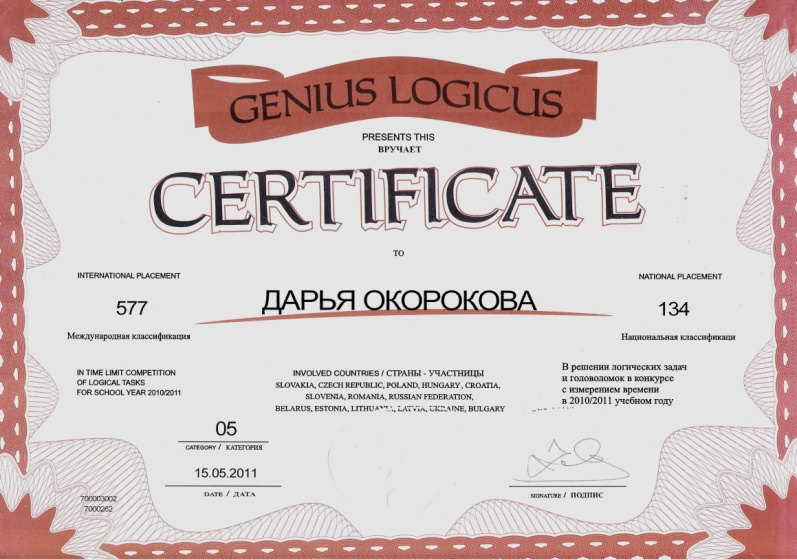 GENIUS LOGICUS
PRESENTS THIS
ВРУЧАЕТ
CERTIFICATE
TO
INTERNATIONAL PLACEMENT
577
Международная классификация
ДАРЬЯ ОКОРОКОВА
NATIONAL PLACEMENT
134
Национальная классификаци
IN TIME LIMIT COMPETITION
OF LOGICAL TASKS
FOR SCHOOL YEAR 2010/2011
INVOLVED COUNTRIES / СТРАНЫ - УЧАСТНИЦЫ
SLOVAKIA, CZECH REPUBLIC, POLAND, HUNGARY, CROATIA,
SLOVENIA, ROMANIA, RUSSIAN FEDERATION,
BELARUS, ESTONIA, LITHUANIA, LATVIA, UKRAINE, BULGARY
В решении логических задач
и головоломок в конкурсе
с измерением времени
в 2010/2011 учебном году
05
CATEGORY / КАТЕГОРИЯ
15.05.2011
DATE / ДАТА
SIGNATURE / ПОДПИС
700003002
7000262